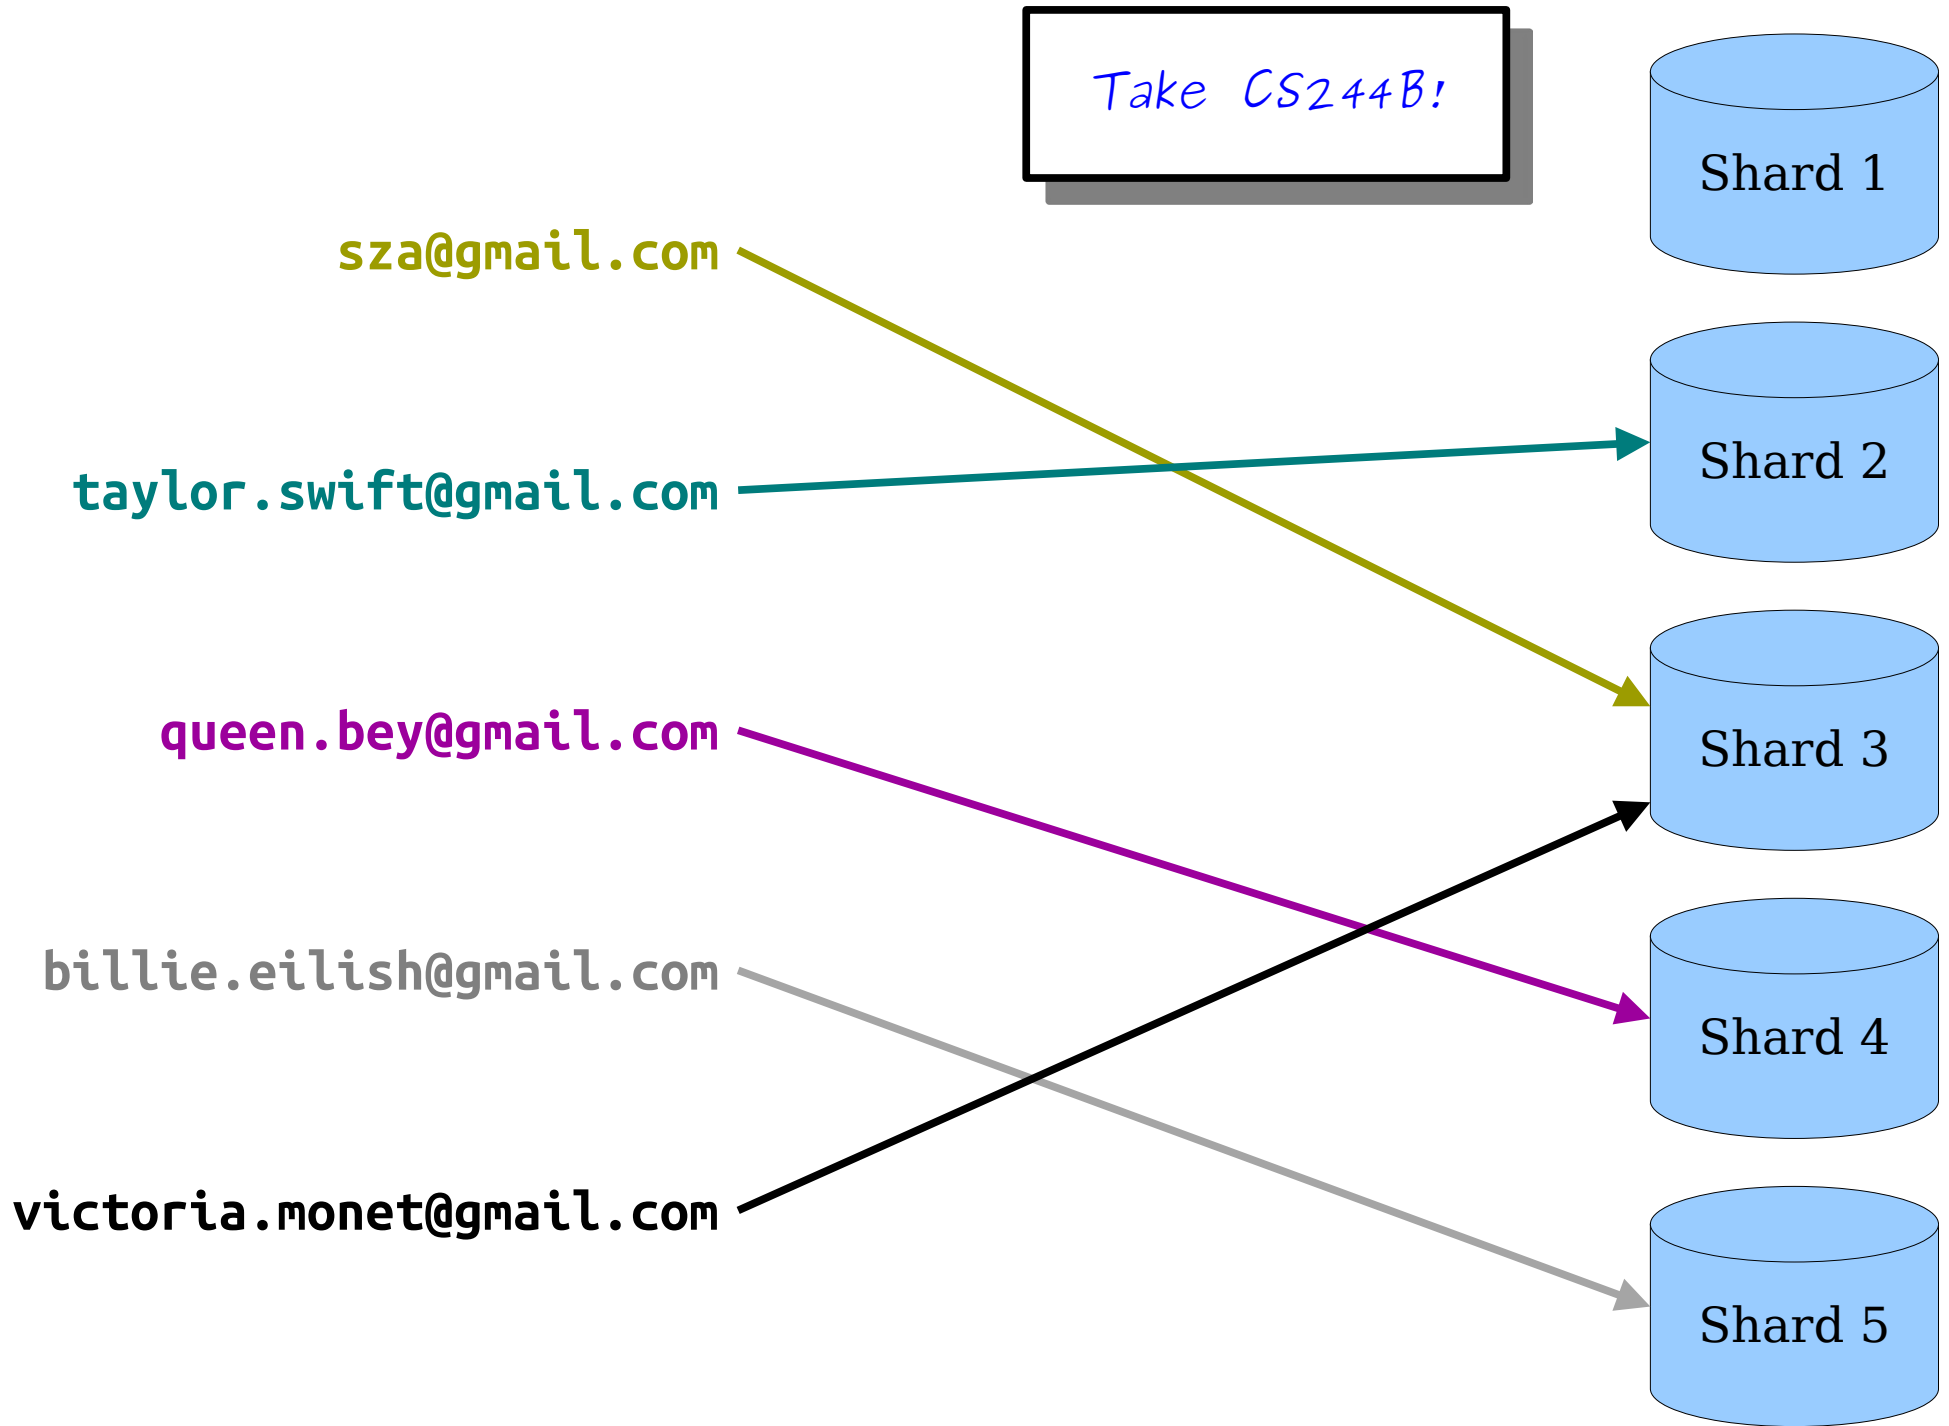 Take CS244B!
sza@gmail.com
taylor.swift@gmail.com
queen.bey@gmail.com
billie.eilish@gmail.com
victoria.monet@gmail.com
Shard 1
Shard 2
Shard 3
Shard 4
Shard 5